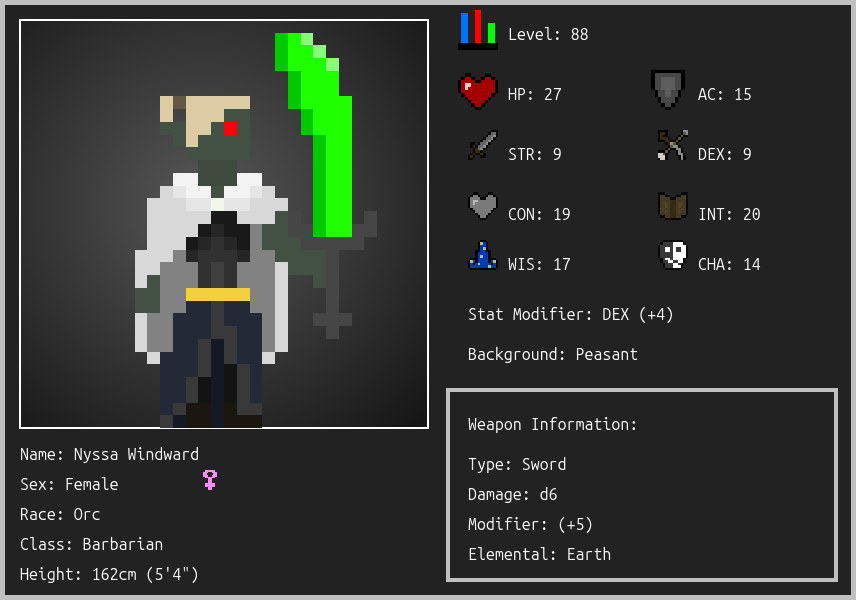 Level: 88
HP: 27
AC: 15
STR: 9
DEX: 9
CON: 19
INT: 20
WIS: 17
CHA: 14
Stat Modifier: DEX (+4)
Background: Peasant
Weapon Information:
Type: Sword
Damage: d6
Modifier: (+5)
Elemental: Earth
Name: Nyssa Windward
Sex: Female
Race: Orc
Class: Barbarian
Height: 162cm (5'4")